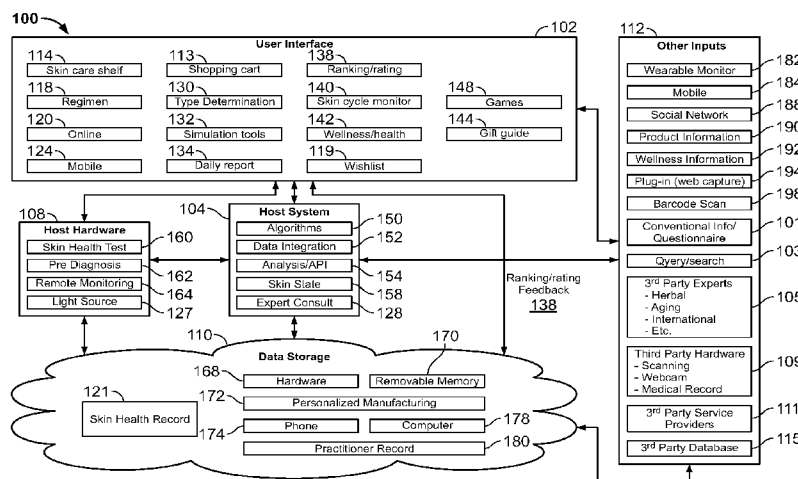 100
102
User Interface
114
113
138
Skin care shelf
Shopping cart
Ranking/rating
118
130
140
148
Regimen
Type Determination
Skin cycle monitor
Games
120
132
142
144
Online
Simulation tools
Wellness/health
Gift guide
124
134
119
Mobile
Daily report
Wishlist
108
Host Hardware
Skin Health Test
160
Pre Diagnosis
162
Remote Monitoring
164
Light Source
127
104
Host System
Algorithms
150
Data Integration
152
Analysis/API
154
Skin State
158
Expert Consult
128
Ranking/rating
Feedback
138
110
Data Storage
170
168
Hardware
Removable Memory
121
Skin Health Record
172
Personalized Manufacturing
174
Phone
Computer
178
Practitioner Record
180
112
Other Inputs
Wearable Monitor
182
Mobile
184
Social Network
188
Product Information
190
Wellness Information
192
Plug-in (web capture)
194
Barcode Scan
198
Conventional Info/
Questionnaire
101
Qyery/search
103
3rd Party Experts
- Herbal
- Aging
- International
- Etc.
105
Third Party Hardware
- Scanning
- Webcam
- Medical Record
109
3rd Party Service
Providers
111
3rd Party Database
115